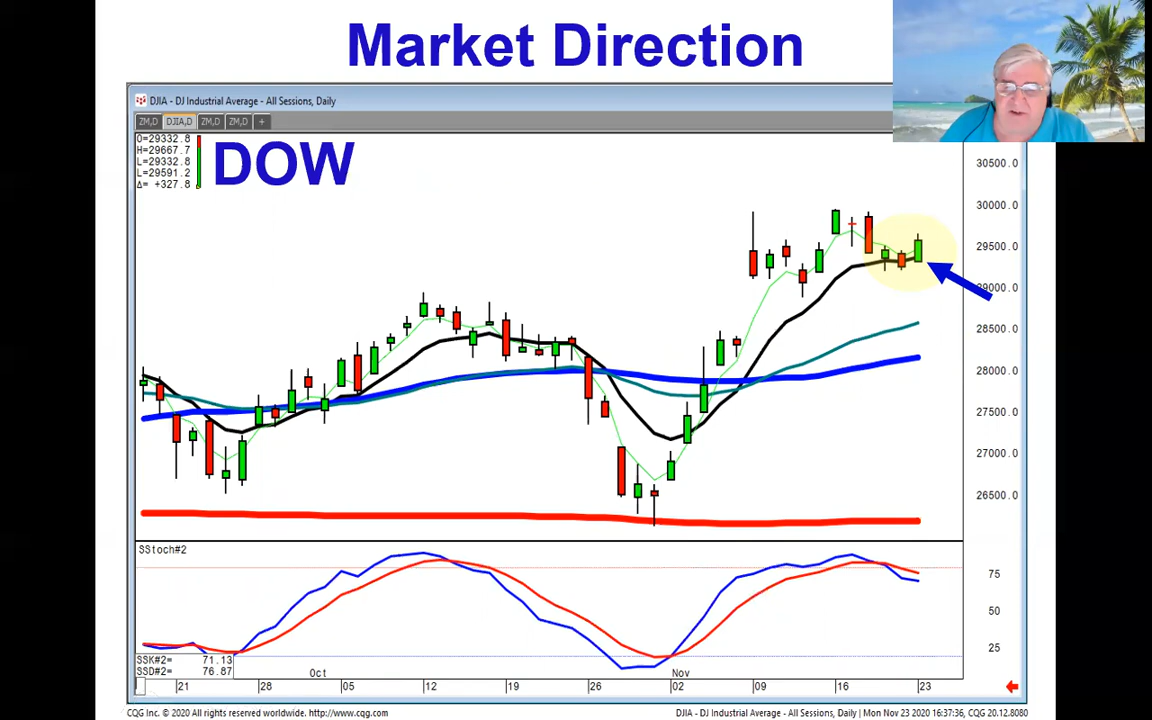 Market Direction
DJIA - DJ Industrial Average - All Sessions, Daily
ZM,D DJIA,D ZM,D ZM,D +
O=29332.8
H=29667.7
L=29332.8
L=29591.2
Δ= +327.8
DOW
30500.0
30000.0
29500.0
29000.0
28500.0
28000.0
27500.0
27000.0
26500.0
SStoch#2
75
50
25
SSK#2= 71.13
SSD#2= 76.87
Oct Nov
21 28 05 12 19 26 02 09 16 23
CQG Inc. © 2020 All rights reserved worldwide. http://www.cqg.com
DJIA - DJ Industrial Average - All Sessions, Daily | Mon Nov 23 2020 16:37:36, CQG 20.12.8080